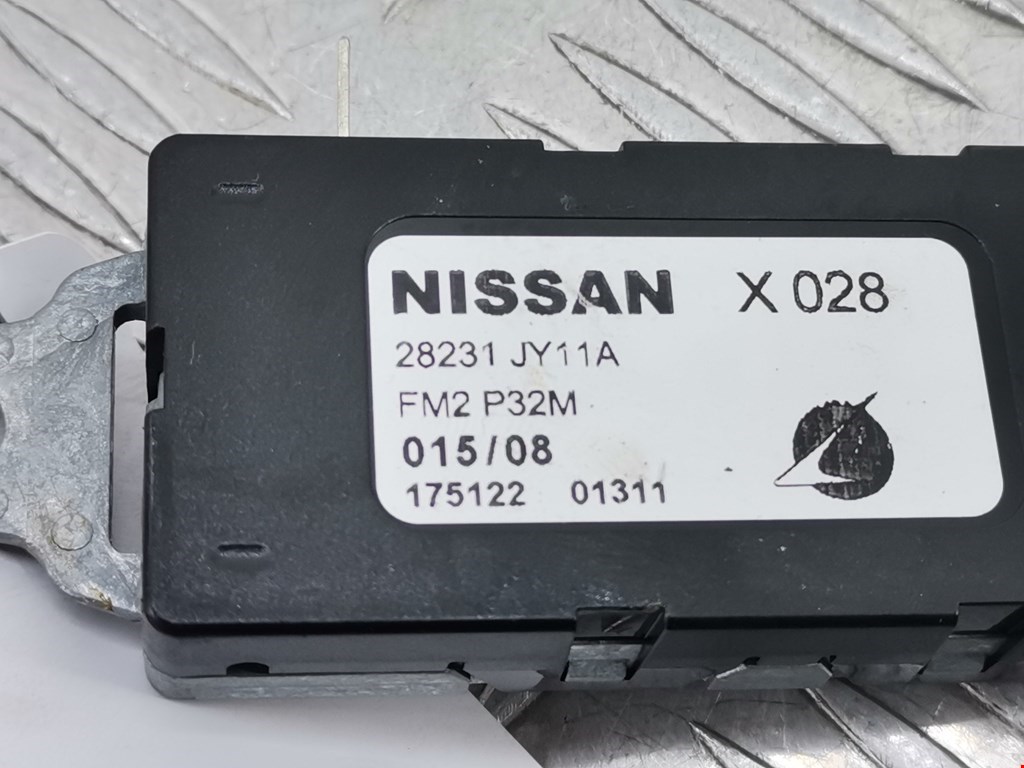 NISSAN X 028
28231 JY11A
FM2 P32M
015/08
175122 01311